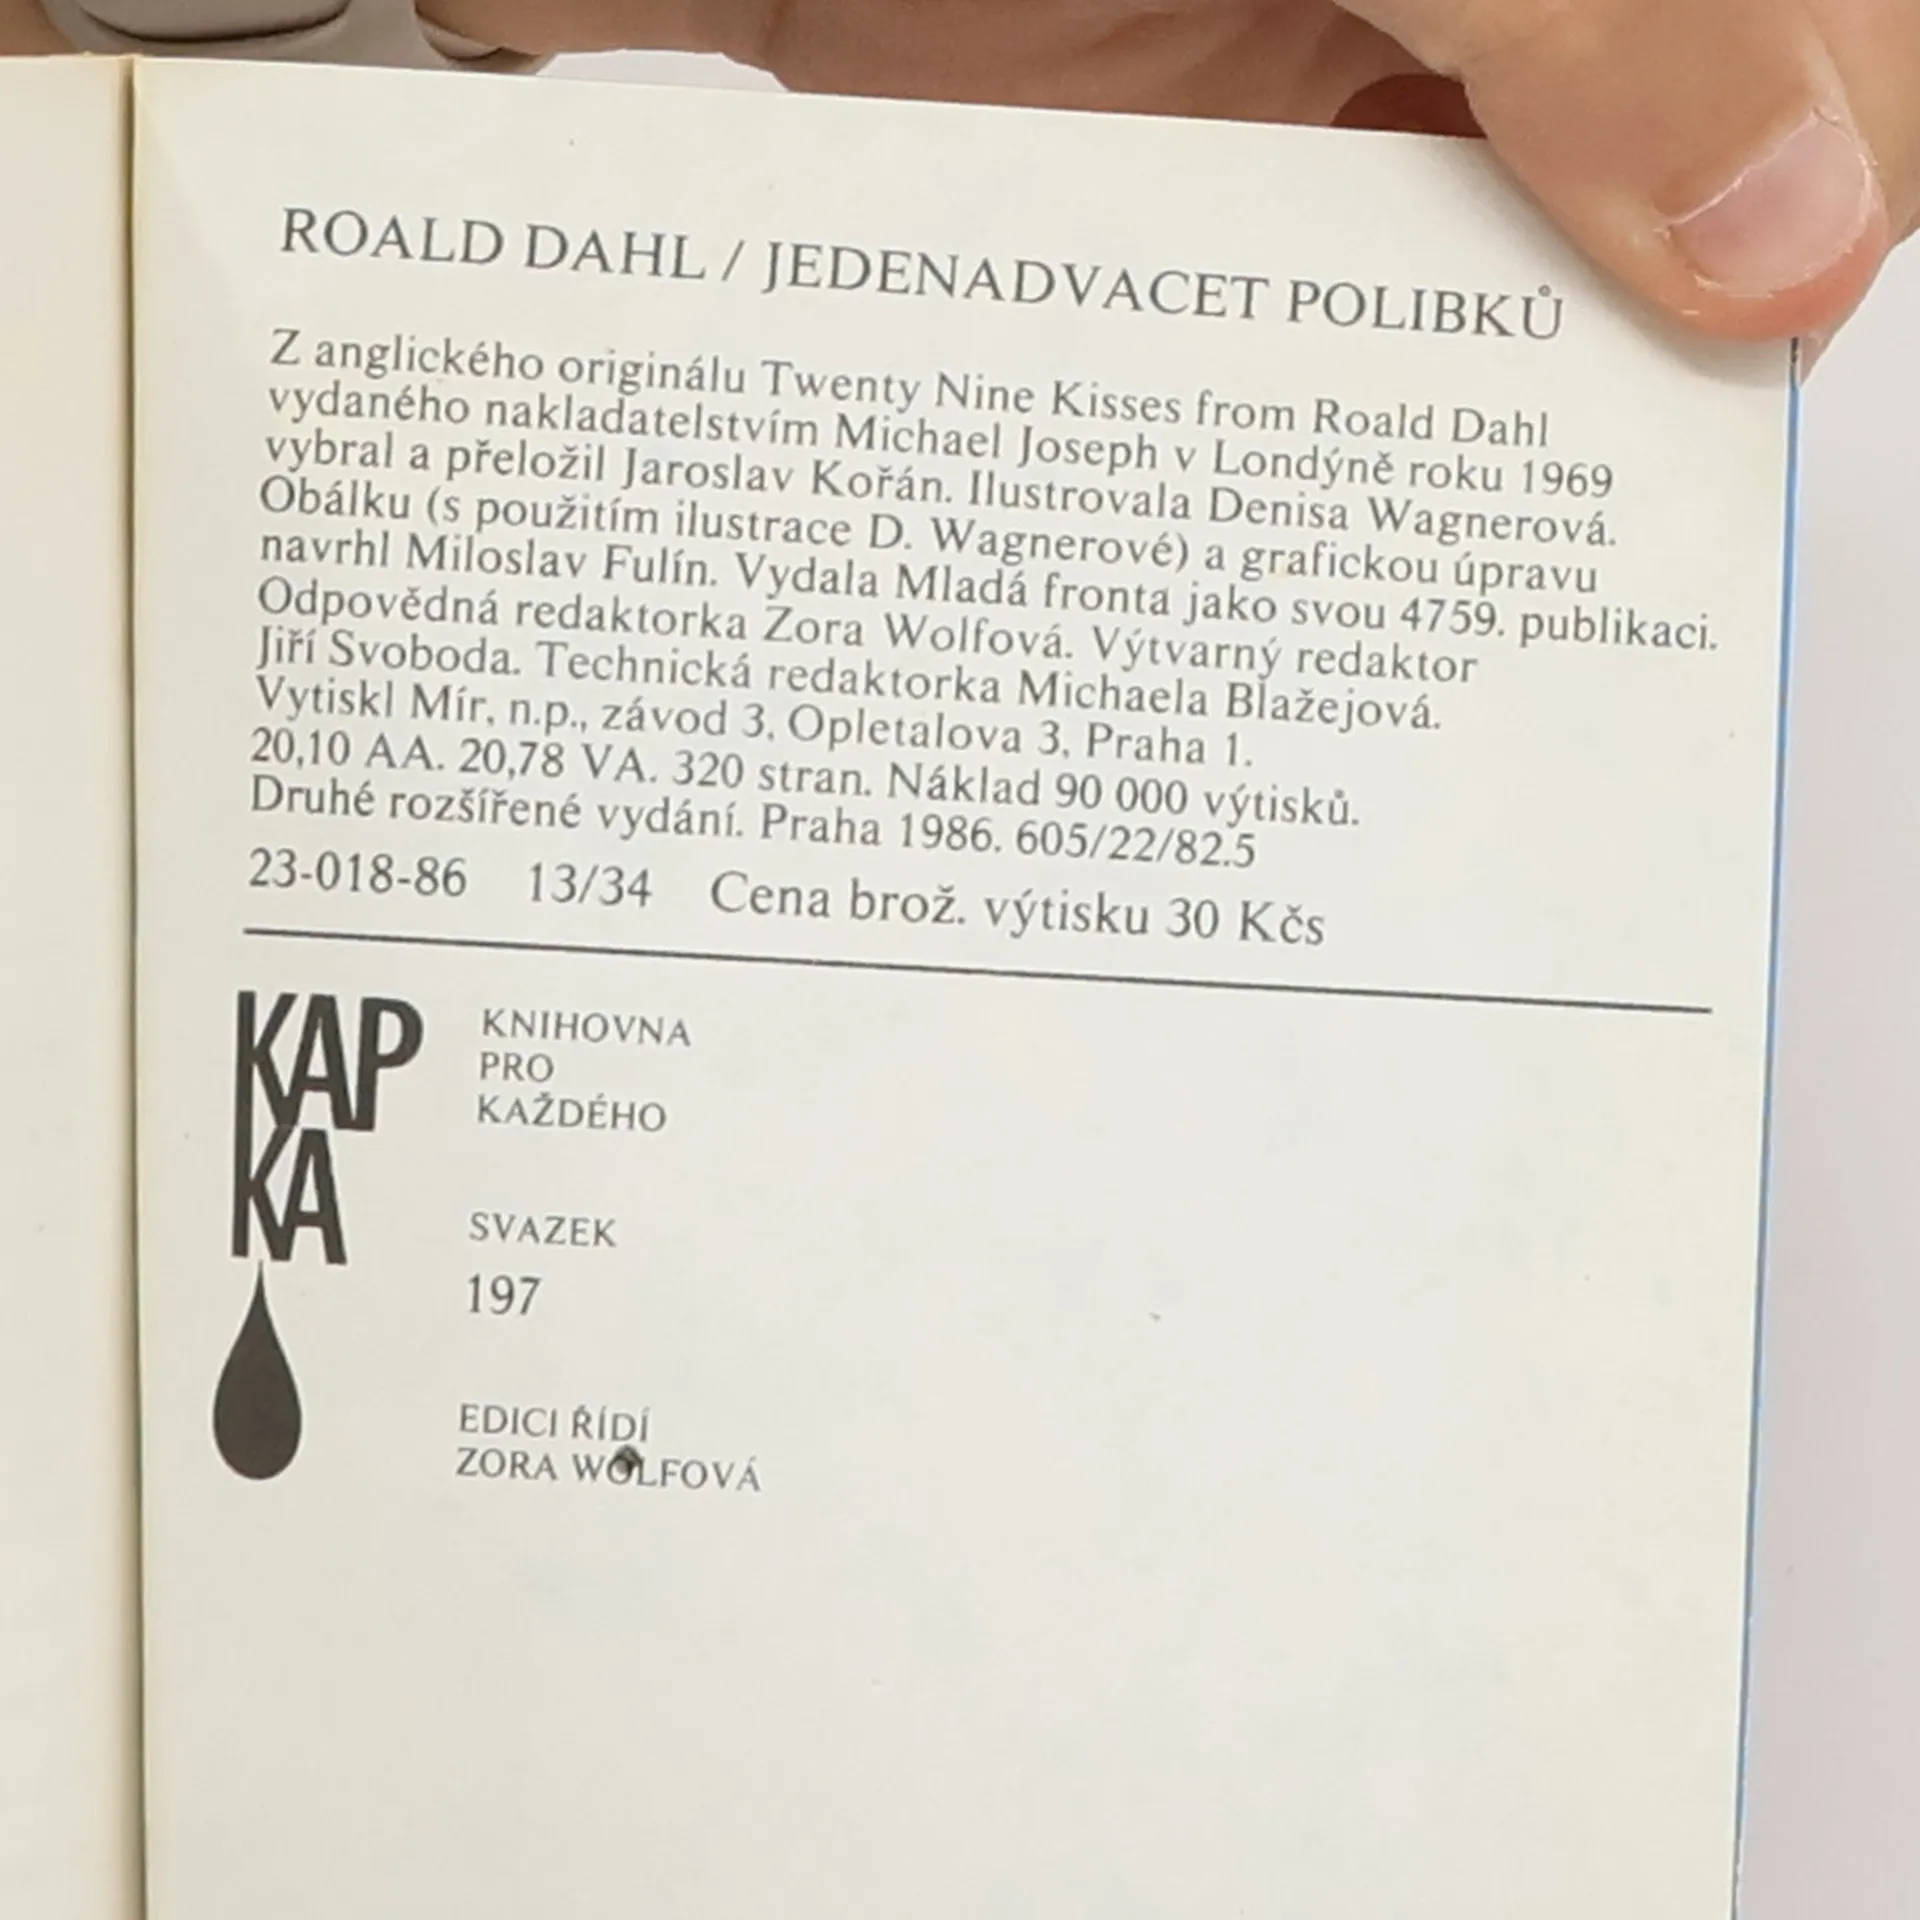 ROALD DAHL / JEDENADVACET POLIBKŮ
Z anglického originálu Twenty Nine Kisses from Roald Dahl
vydaného nakladatelstvím Michael Joseph v Londýně roku 1969
vybral a přeložil Jaroslav Kořán. Ilustrovala Denisa Wagnerová.
Obálku (s použitím ilustrace D. Wagnerové) a grafickou úpravu
navrhl Miloslav Fulín. Vydala Mladá fronta jako svou 4759. publikaci.
Odpovědná redaktorka Zora Wolfová. Výtvarný redaktor
Jiří Svoboda. Technická redaktorka Michaela Blažejová.
Vytiskl Mír, n.p., závod 3, Opletalova 3, Praha 1.
20,10 AA. 20,78 VA. 320 stran. Náklad 90 000 výtisků.
Druhé rozšířené vydání. Praha 1986. 605/22/82.5
23-018-86 13/34 Cena brož. výtisku 30 Kčs
KAP
KA
KNIHOVNA
PRO
KAŽDÉHO
SVAZEK
197
EDICI ŘÍDÍ
ZORA WOLFOVÁ